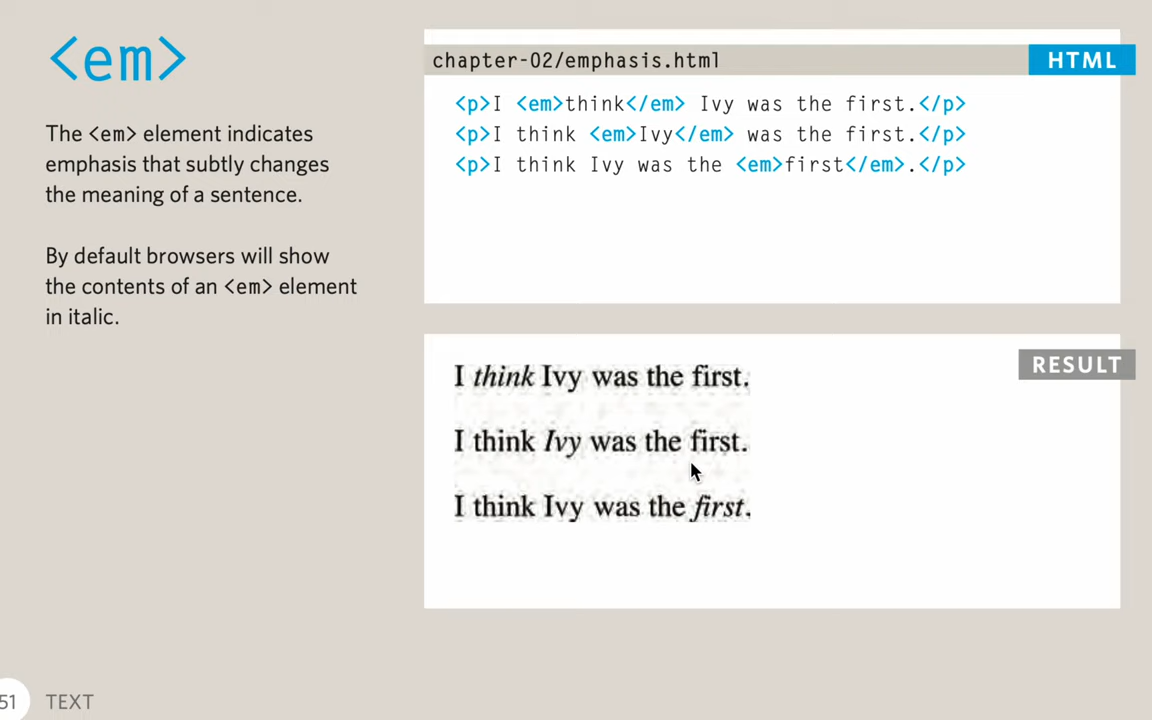 <em>
The <em> element indicates
emphasis that subtly changes
the meaning of a sentence.
By default browsers will show
the contents of an <em> element
in italic.
chapter-02/emphasis.html
HTML
<p>I <em>think</em> Ivy was the first.</p>
<p>I think <em>Ivy</em> was the first.</p>
<p>I think Ivy was the <em>first</em>.</p>
RESULT
I think Ivy was the first.
I think Ivy was the first.
I think Ivy was the first.
51
TEXT